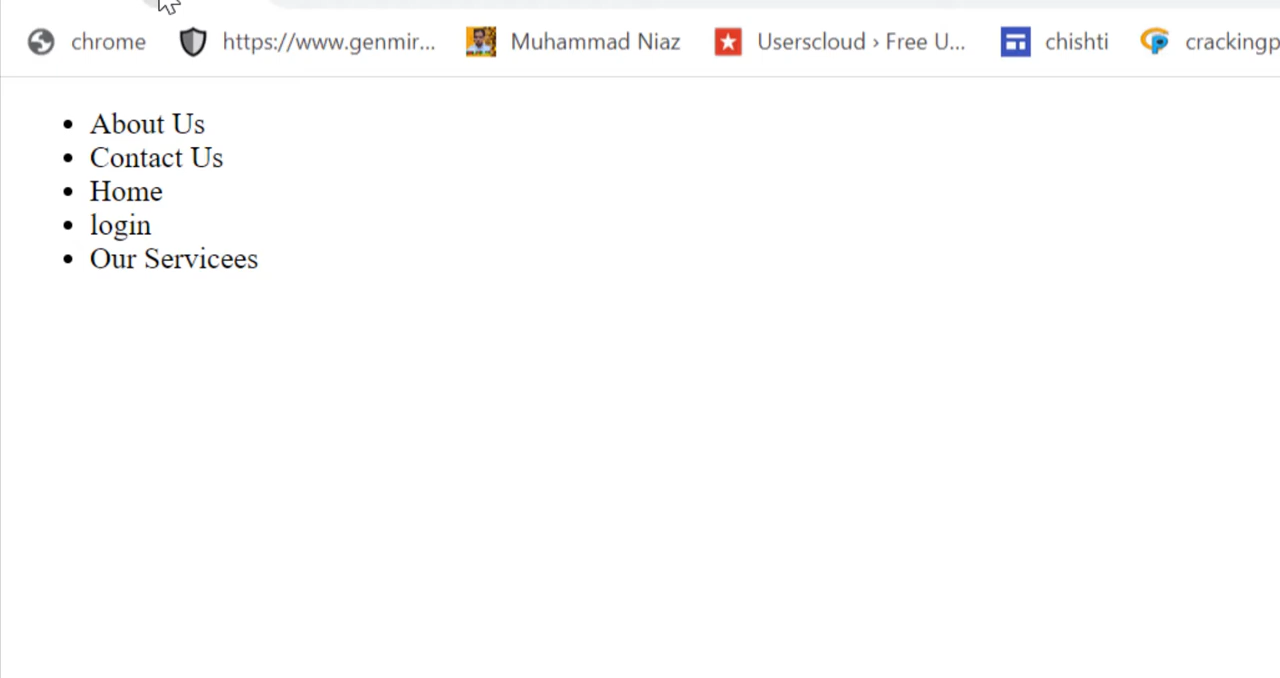 chrome https://www.genmir... Muhammad Niaz Userscloud › Free U... chishti crackingp
About Us
Contact Us
Home
login
Our Servicees